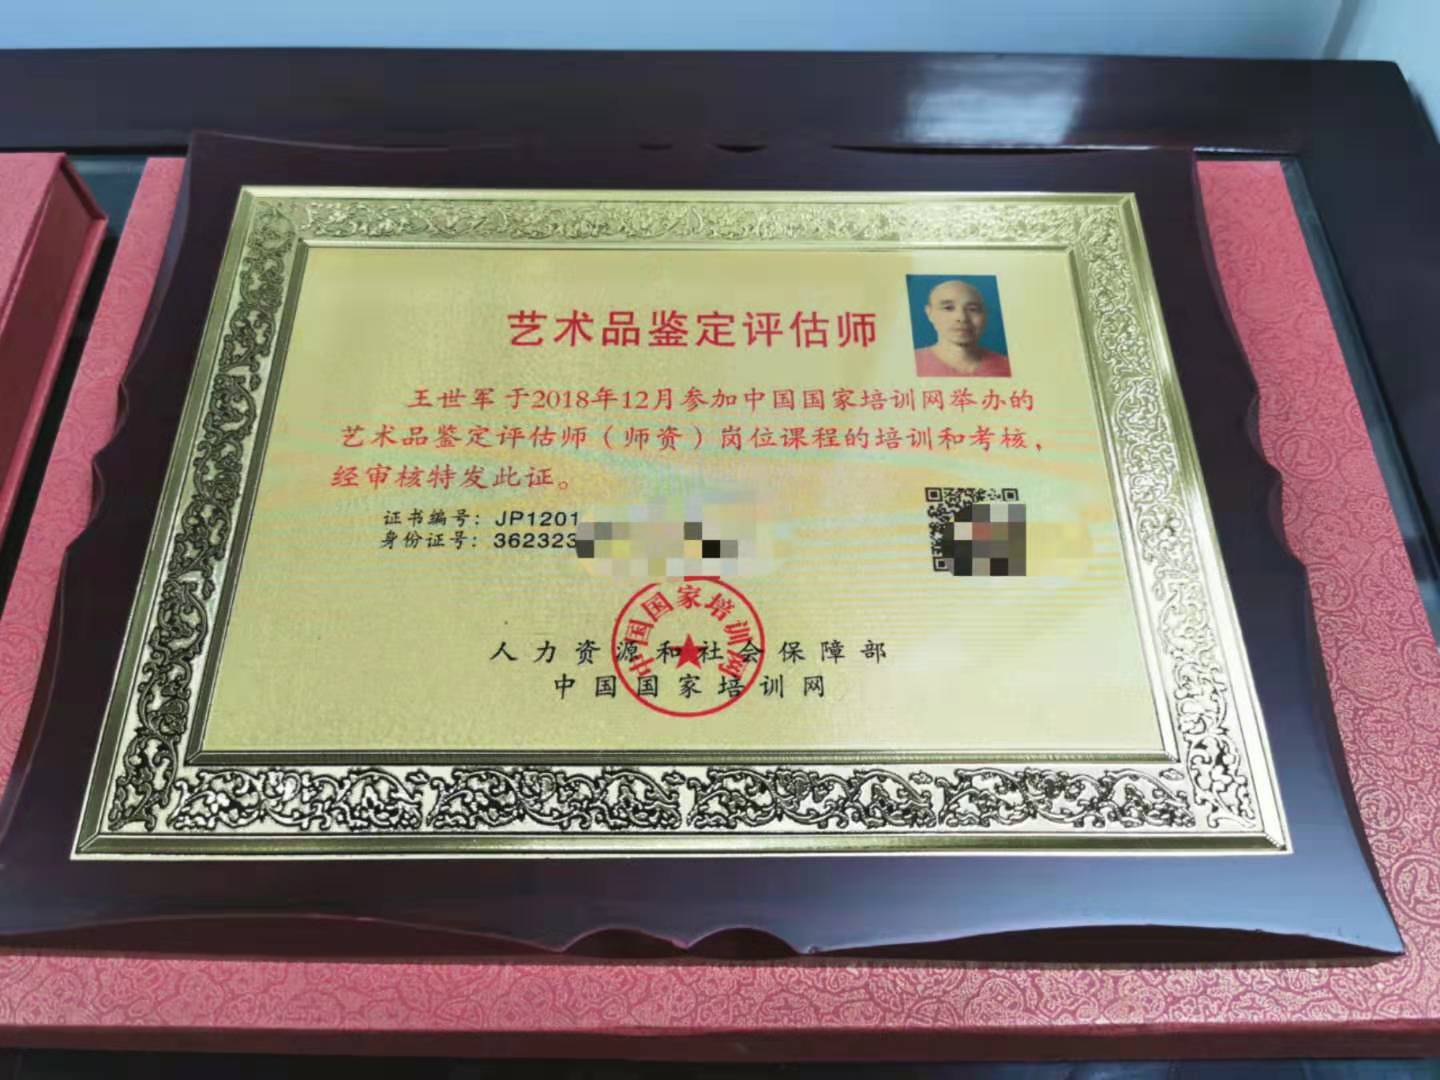 艺术品鉴定评估师
王世军于2018年12月参加中国国家培训网举办的
艺术品鉴定评估师（师资）岗位课程的培训和考核，
经审核特发此证。
证书编号：JP1201
身份证号：362323
中国国家培训网
人力资源和社会保障部
中国国家培训网